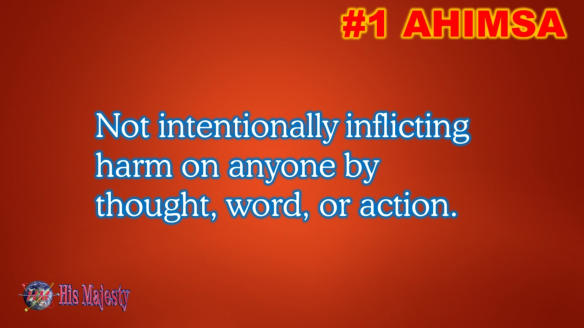 #1 AHIMSA
Not intentionally inflicting
harm on anyone by
thought, word, or action.
His Majesty